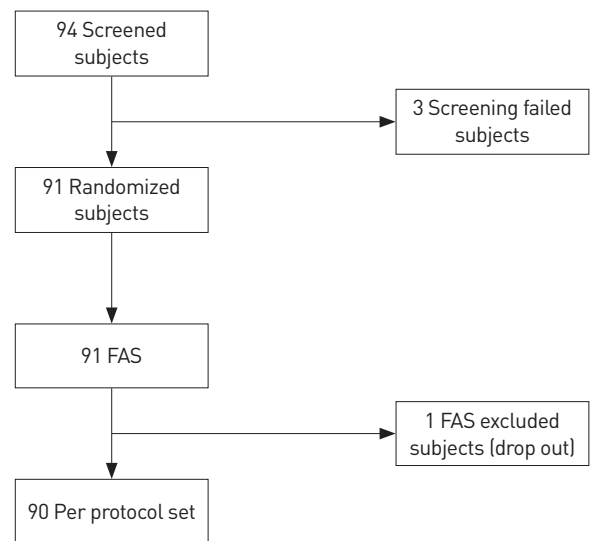 94 Screened
subjects
3 Screening failed
subjects
91 Randomized
subjects
91 FAS
1 FAS excluded
subjects (drop out)
90 Per protocol set